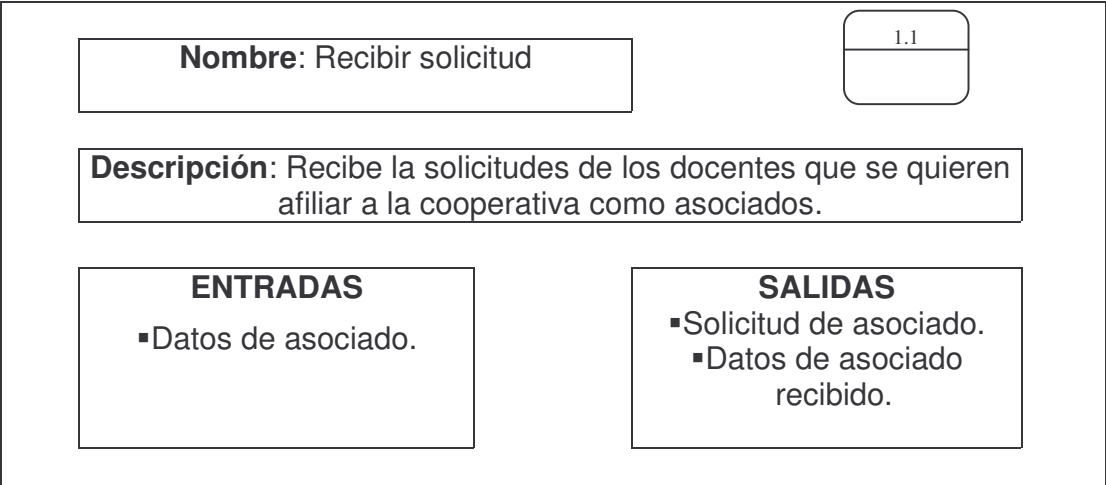 1.1
Nombre: Recibir solicitud
Descripción: Recibe la solicitudes de los docentes que se quieren
afiliar a la cooperativa como asociados.
ENTRADAS
▪Datos de asociado.
SALIDAS
▪Solicitud de asociado.
▪Datos de asociado
recibido.